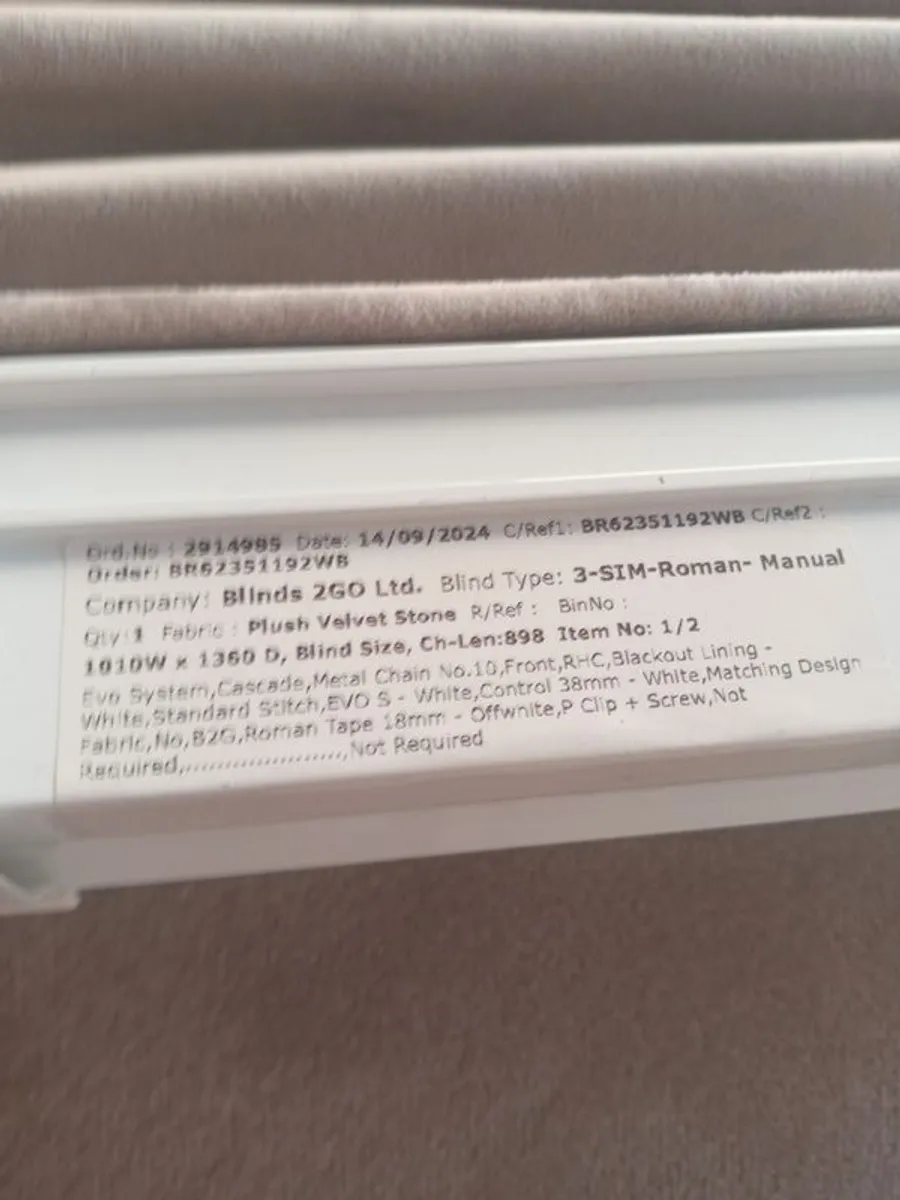 Ord.No : 2914985 Date: 14/09/2024 C/Ref1: BR62351192WB C/Ref2 :
Order: BR62351192WB
Company: Blinds 2GO Ltd. Blind Type: 3-SIM-Roman- Manual
Qty:1 Fabric : Plush Velvet Stone R/Ref : BinNo :
1010W x 1360 D, Blind Size, Ch-Len:898 Item No: 1/2
Evo System,Cascade,Metal Chain No.10,Front,RHC,Blackout Lining -
White,Standard Stitch,EVO S - White,Control 38mm - White,Matching Design
Fabric,No,B2G,Roman Tape 18mm - Offwhite,P Clip + Screw,Not
Required,.....................,Not Required